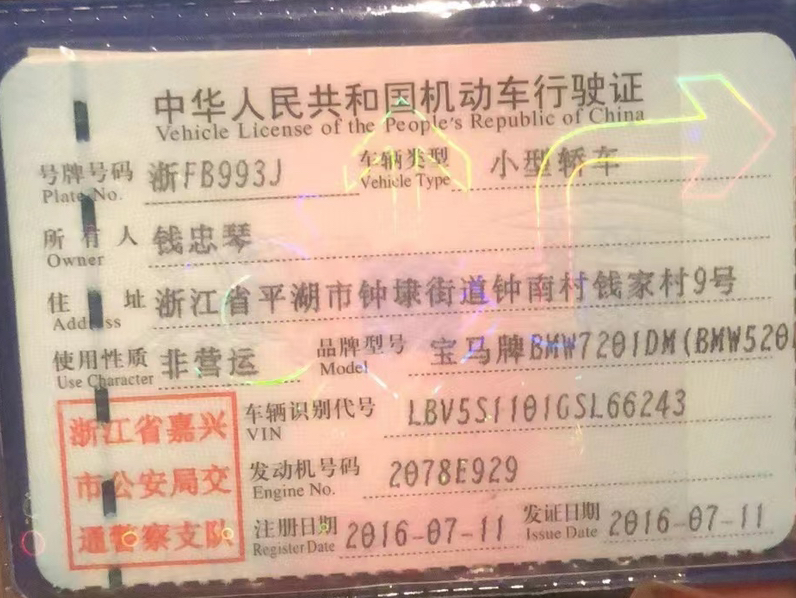 中华人民共和国机动车行驶证
Vehicle License of the People's Republic of China
号牌号码 浙FB993J 车辆类型 小型轿车
Plate No. Vehicle Type
所有人 钱忠琴
Owner
住址 浙江省平湖市钟埭街道钟南村钱家村9号
Address
使用性质 非营运 品牌型号 宝马牌BMW7201DM(BMW520
Use Character Model
浙江省嘉兴
市公安局交
通警察支队
车辆识别代号 LBV5S1101GSL66243
VIN
发动机号码 2078E929
Engine No.
注册日期 2016-07-11 发证日期 2016-07-11
Register Date Issue Date